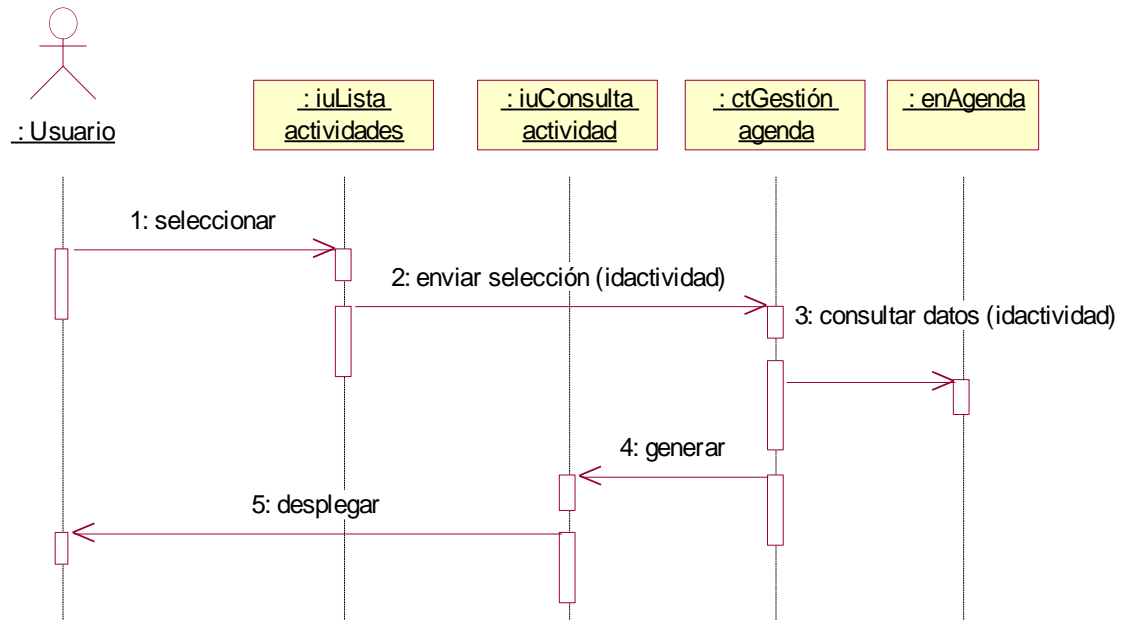 : Usuario
: iuLista
actividades
: iuConsulta
actividad
: ctGestión
agenda
: enAgenda
1: seleccionar
2: enviar selección (idactividad)
3: consultar datos (idactividad)
4: generar
5: desplegar